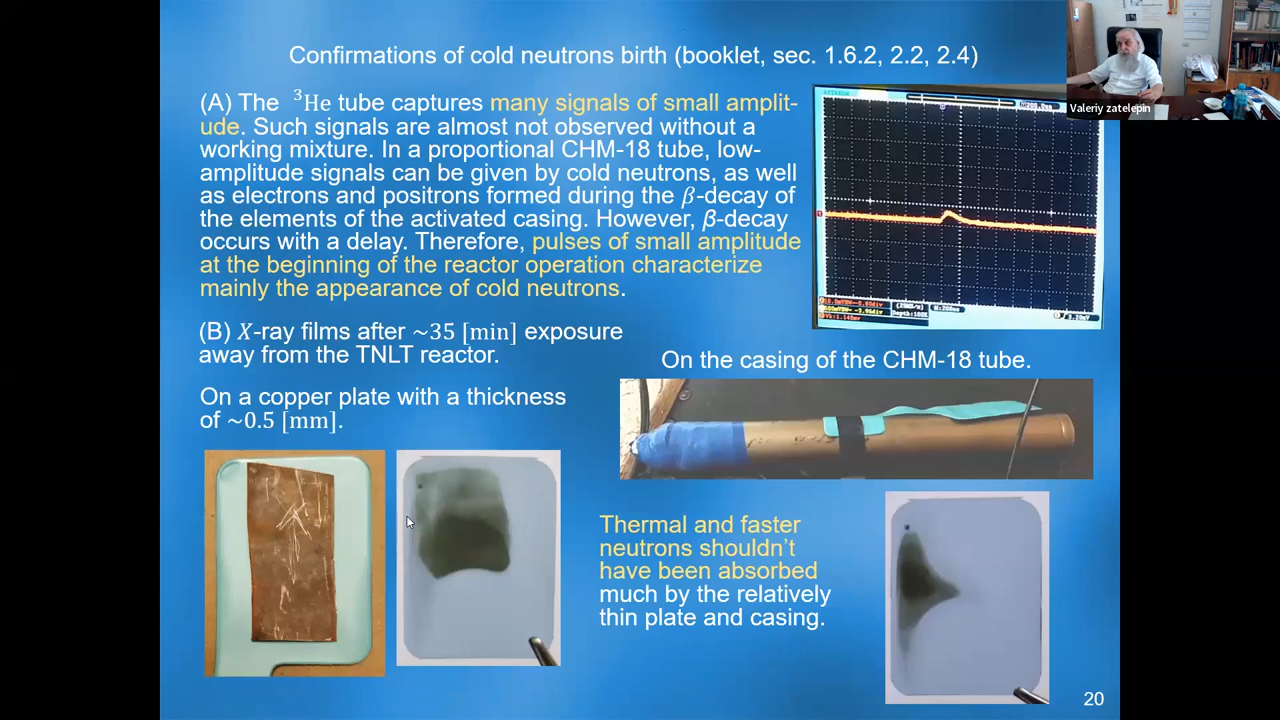 Confirmations of cold neutrons birth (booklet, sec. 1.6.2, 2.2, 2.4)
Valeriy zatelepin
(A) The ³He tube captures many signals of small amplit-
ude. Such signals are almost not observed without a
working mixture. In a proportional CHM-18 tube, low-
amplitude signals can be given by cold neutrons, as well
as electrons and positrons formed during the β-decay of
the elements of the activated casing. However, β-decay
occurs with a delay. Therefore, pulses of small amplitude
at the beginning of the reactor operation characterize
mainly the appearance of cold neutrons.
(B) X-ray films after ~35 [min] exposure
away from the TNLT reactor.
On the casing of the CHM-18 tube.
On a copper plate with a thickness
of ~0.5 [mm].
Thermal and faster
neutrons shouldn't
have been absorbed
much by the relatively
thin plate and casing.
20